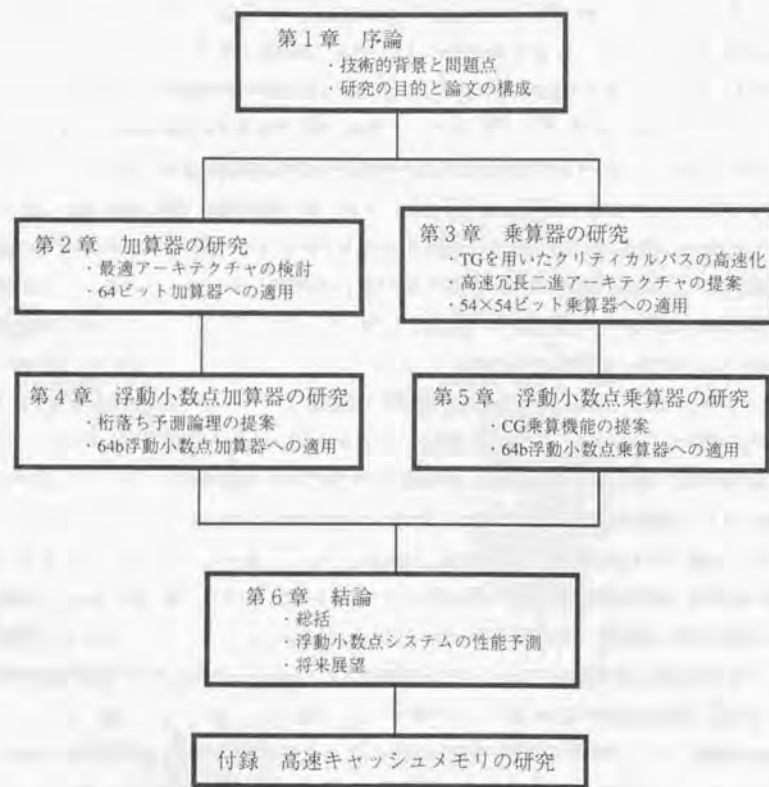 第1章 序論
・技術的背景と問題点
・研究の目的と論文の構成
第2章 加算器の研究
・最適アーキテクチャの検討
・64ビット加算器への適用
第3章 乗算器の研究
・TGを用いたクリティカルパスの高速化
・高速冗長二進アーキテクチャの提案
・54×54ビット乗算器への適用
第4章 浮動小数点加算器の研究
・桁落ち予測論理の提案
・64b浮動小数点加算器への適用
第5章 浮動小数点乗算器の研究
・CG乗算機能の提案
・64b浮動小数点乗算器への適用
第6章 結論
・総括
・浮動小数点システムの性能予測
・将来展望
付録 高速キャッシュメモリの研究